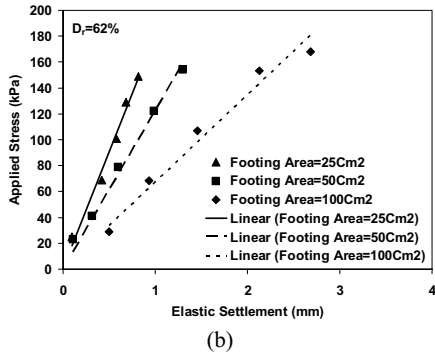 200
180
160
140
120
100
80
60
40
20
0
Applied Stress (kPa)
Dr=62%
Footing Area=25Cm2
Footing Area=50Cm2
Footing Area=100Cm2
Linear (Footing Area=25Cm2)
Linear (Footing Area=50Cm2)
Linear (Footing Area=100Cm2)
0 1 2 3 4
Elastic Settlement (mm)
(b)